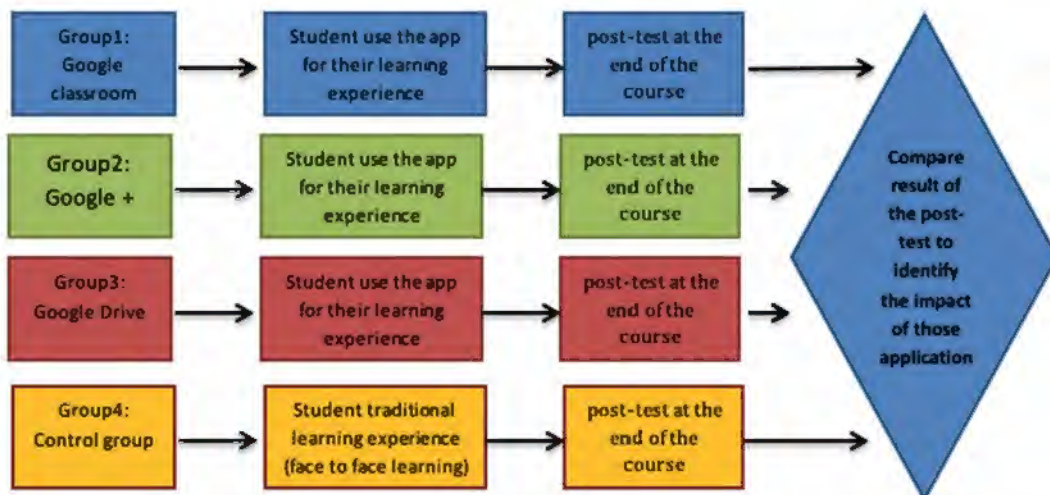 Group1:
Google
classroom
Student use the app
for their learning
experience
post-test at the
end of the
course
Group2:
Google +
Student use the app
for their learning
experience
post-test at the
end of the
course
Group3:
Google Drive
Student use the app
for their learning
experience
post-test at the
end of the
course
Group4:
Control group
Student traditional
learning experience
(face to face learning)
post-test at the
end of the
course
Compare
result of
the post-
test to
identify
the impact
of those
application